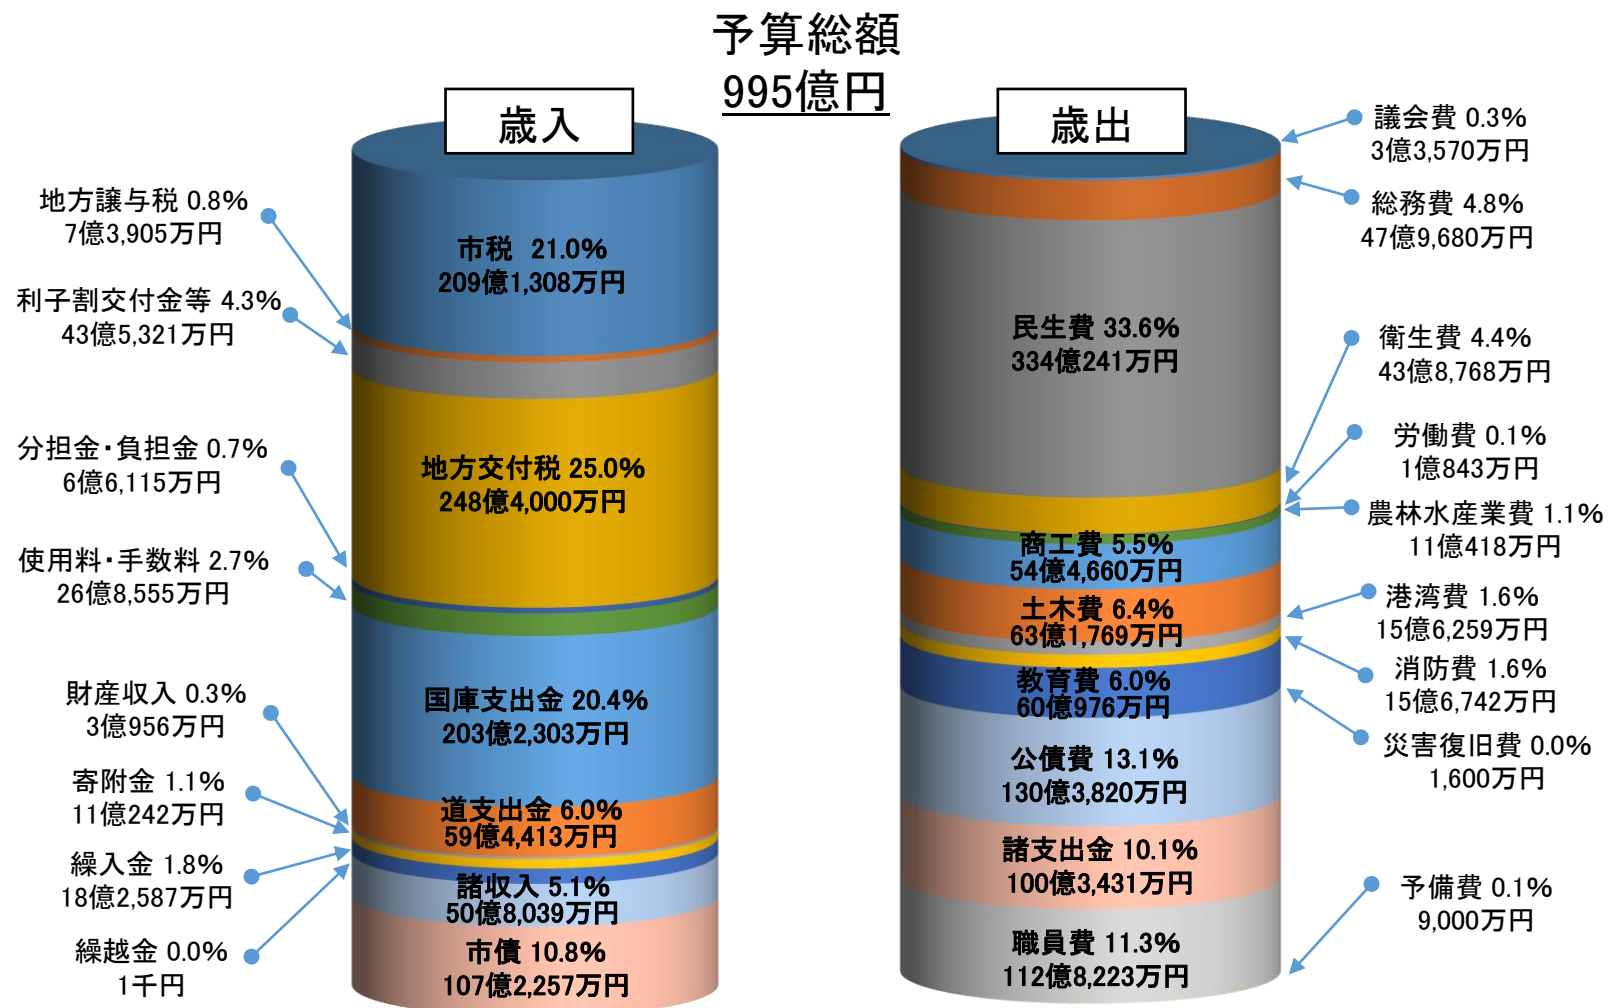 予算総額
995億円
歳入
地方譲与税 0.8%
7億3,905万円
利子割交付金等 4.3%
43億5,321万円
分担金・負担金 0.7%
6億6,115万円
使用料・手数料 2.7%
26億8,555万円
財産収入 0.3%
3億956万円
寄附金 1.1%
11億242万円
繰入金 1.8%
18億2,587万円
繰越金 0.0%
1千円
市税 21.0%
209億1,308万円
地方交付税 25.0%
248億4,000万円
国庫支出金 20.4%
203億2,303万円
道支出金 6.0%
59億4,413万円
諸収入 5.1%
50億8,039万円
市債 10.8%
107億2,257万円
歳出
民生費 33.6%
334億241万円
商工費 5.5%
54億4,660万円
土木費 6.4%
63億1,769万円
教育費 6.0%
60億976万円
公債費 13.1%
130億3,820万円
諸支出金 10.1%
100億3,431万円
職員費 11.3%
112億8,223万円
議会費 0.3%
3億3,570万円
総務費 4.8%
47億9,680万円
衛生費 4.4%
43億8,768万円
労働費 0.1%
1億843万円
農林水産業費 1.1%
11億418万円
港湾費 1.6%
15億6,259万円
消防費 1.6%
15億6,742万円
災害復旧費 0.0%
1,600万円
予備費 0.1%
9,000万円